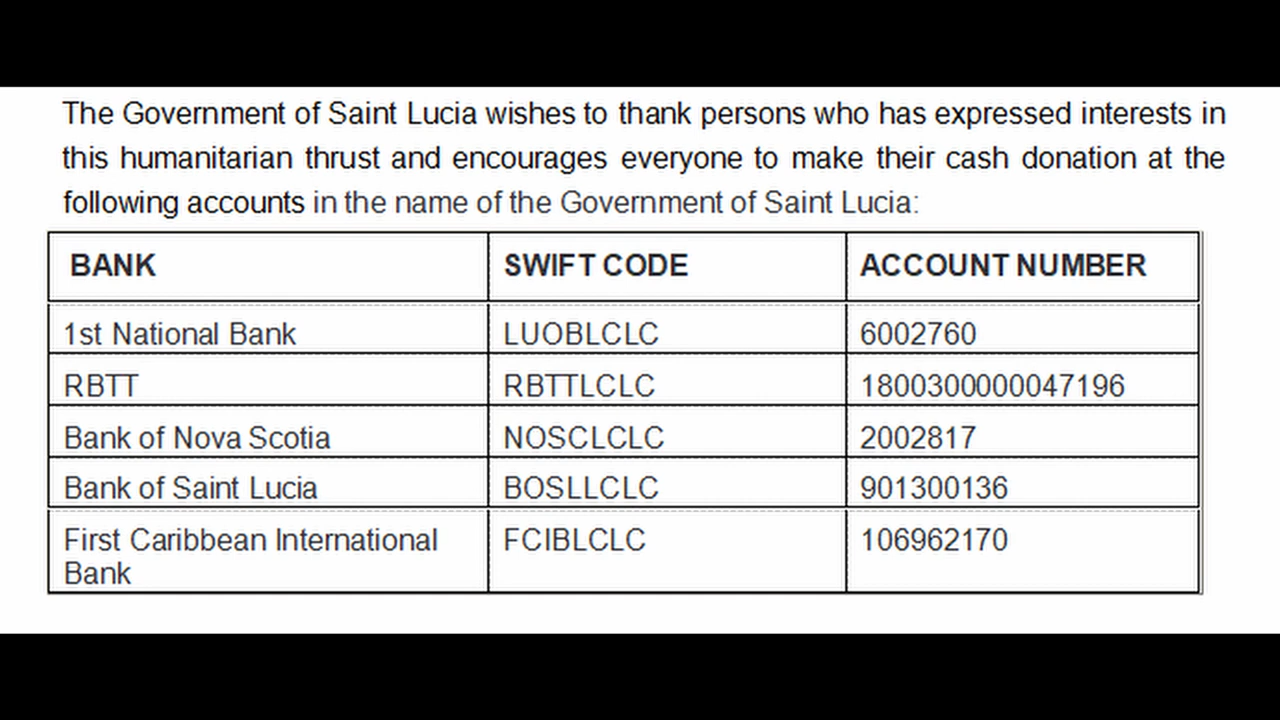 The Government of Saint Lucia wishes to thank persons who has expressed interests in
this humanitarian thrust and encourages everyone to make their cash donation at the
following accounts in the name of the Government of Saint Lucia:
BANK SWIFT CODE ACCOUNT NUMBER
1st National Bank LUOBLCLC 6002760
RBTT RBTTLCLC 1800300000047196
Bank of Nova Scotia NOSCLCLC 2002817
Bank of Saint Lucia BOSLLCLC 901300136
First Caribbean International FCIBLCLC 106962170
Bank